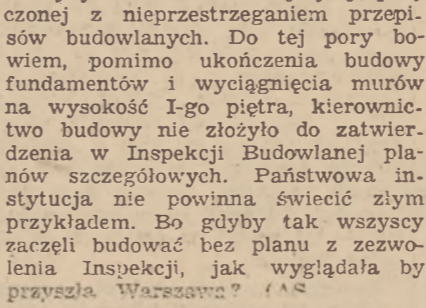 czonej z nieprzestrzeganiem przepi-
sów budowlanych. Do tej pory bo-
wiem, pomimo ukończenia budowy
fundamentów i wyciągnięcia murów
na wysokość I-go piętra, kierownic-
two budowy nie złożyło do zatwier-
dzenia w Inspekcji Budowlanej pla-
nów szczegółowych. Państwowa in-
stytucja nie powinna świecić złym
przykładem. Bo gdyby tak wszyscy
zaczęli budować bez planu z zezwo-
lenia Inspekcji, jak wyglądała by
przyszła Warszawa? (AS